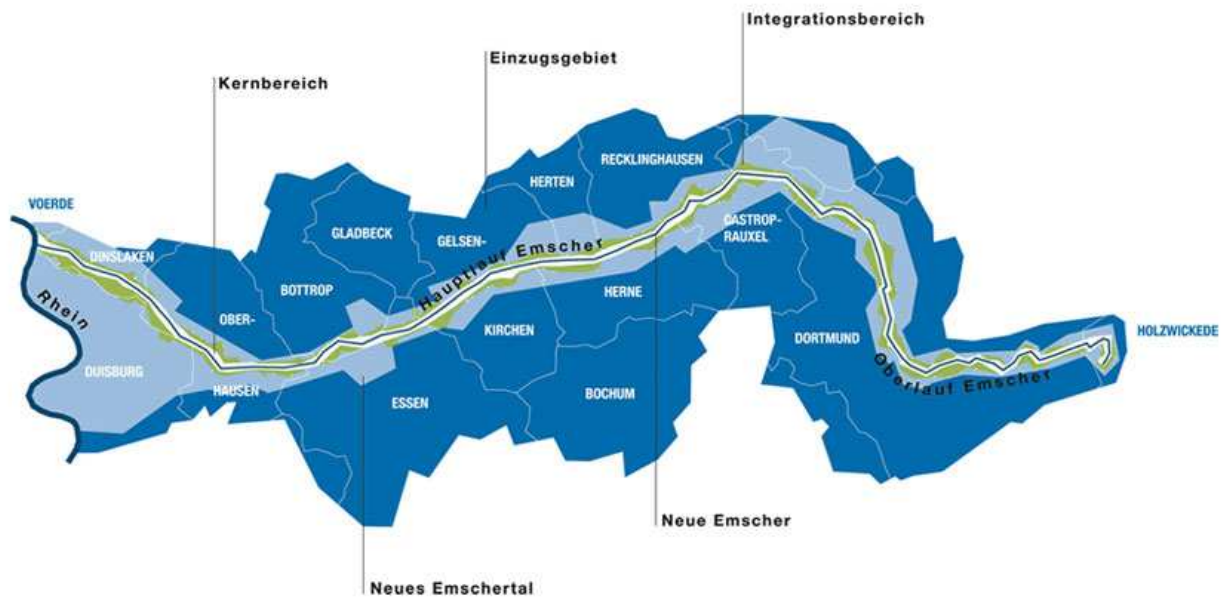 Integrationsbereich
Einzugsgebiet
Kernbereich
RECKLINGHAUSEN
HERTEN
VOERDE
GLADBECK
GELSEN-
CASTROP-
RAUXEL
DINSLAKEN
Hauptlauf Emscher
BOTTROP
HERNE
Rhein
OBER-
KIRCHEN
DORTMUND
HOLZWICKEDE
DUISBURG
Oberlauf Emscher
HAUSEN
ESSEN
BOCHUM
Neue Emscher
Neues Emschertal